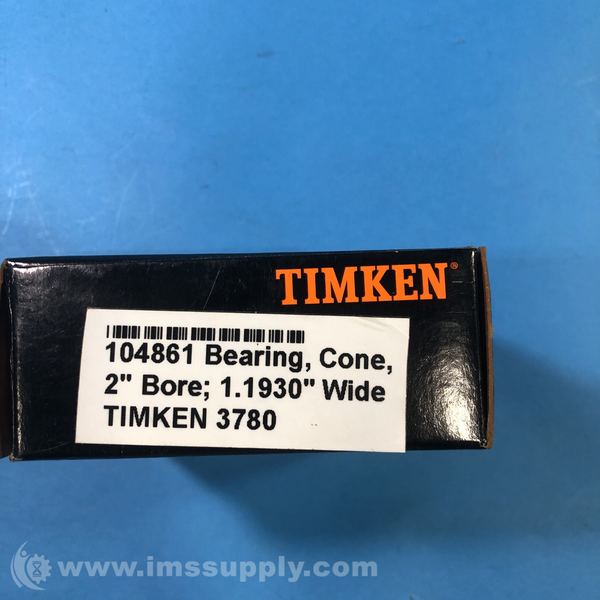 TIMKEN®
104861 Bearing, Cone,
2" Bore; 1.1930" Wide
TIMKEN 3780
www.imssupply.com